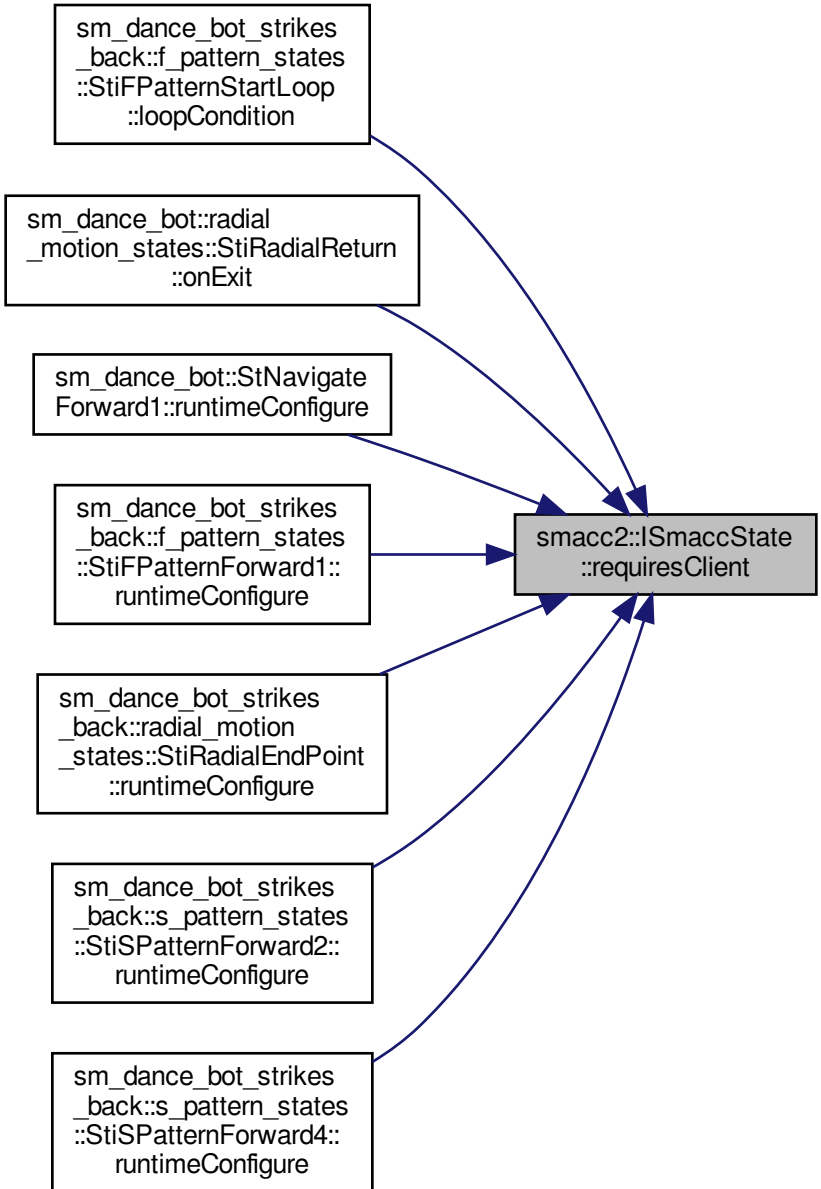 sm_dance_bot_strikes
_back::f_pattern_states
::StiFPatternStartLoop
::loopCondition
sm_dance_bot::radial
_motion_states::StiRadialReturn
::onExit
sm_dance_bot::StNavigate
Forward1::runtimeConfigure
sm_dance_bot_strikes
_back::f_pattern_states
::StiFPatternForward1::
runtimeConfigure
smacc2::ISmaccState
::requiresClient
sm_dance_bot_strikes
_back::radial_motion
_states::StiRadialEndPoint
::runtimeConfigure
sm_dance_bot_strikes
_back::s_pattern_states
::StiSPatternForward2::
runtimeConfigure
sm_dance_bot_strikes
_back::s_pattern_states
::StiSPatternForward4::
runtimeConfigure